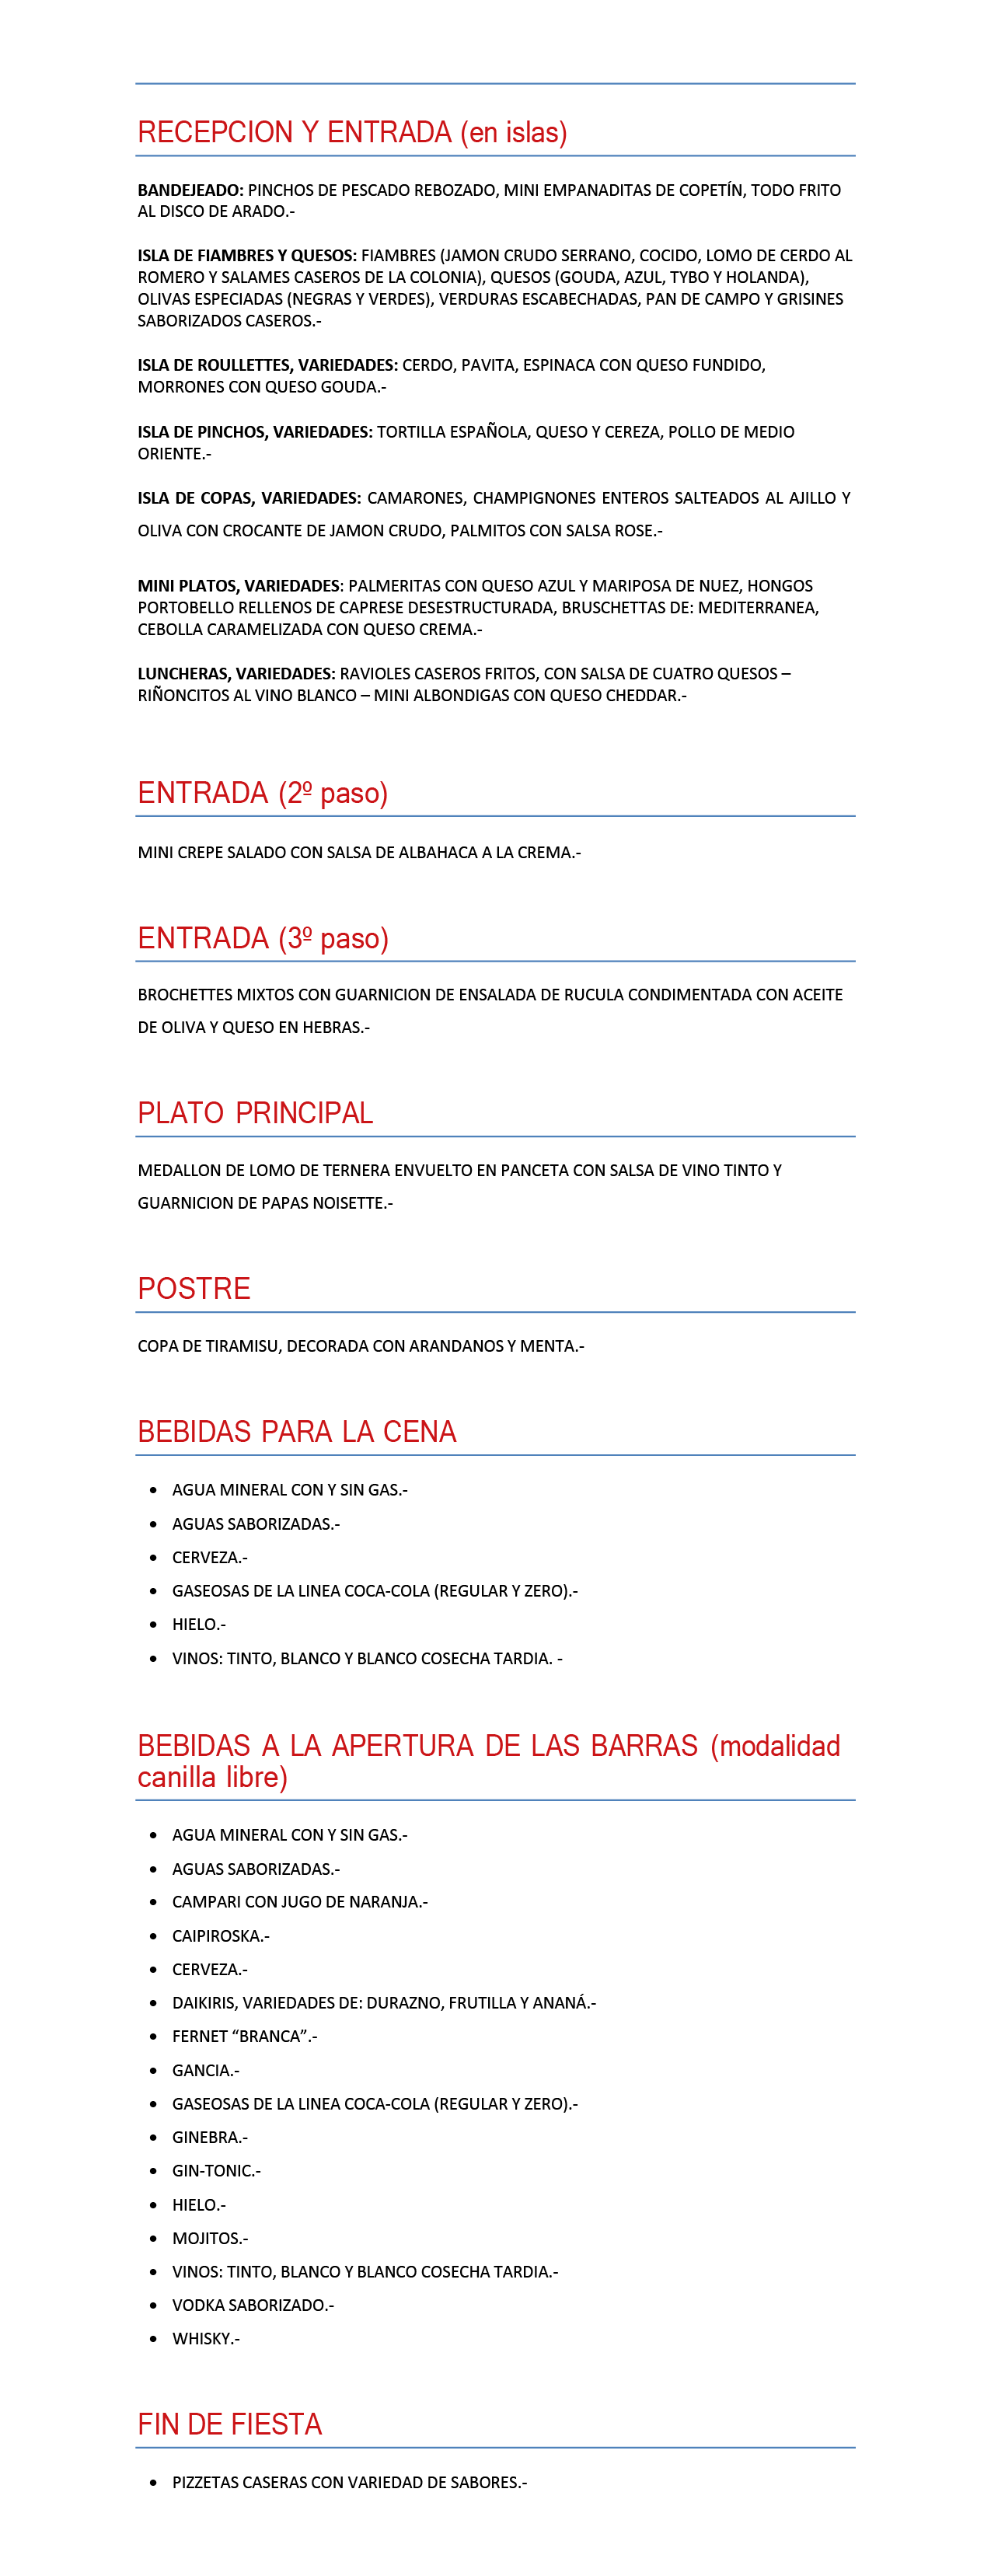 RECEPCION Y ENTRADA (en islas)
BANDEJEADO: PINCHOS DE PESCADO REBOZADO, MINI EMPANADITAS DE COPETÍN, TODO FRITO
AL DISCO DE ARADO.-
ISLA DE FIAMBRES Y QUESOS: FIAMBRES (JAMON CRUDO SERRANO, COCIDO, LOMO DE CERDO AL
ROMERO Y SALAMES CASEROS DE LA COLONIA), QUESOS (GOUDA, AZUL, TYBO Y HOLANDA),
OLIVAS ESPECIADAS (NEGRAS Y VERDES), VERDURAS ESCABECHADAS, PAN DE CAMPO Y GRISINES
SABORIZADOS CASEROS.-
ISLA DE ROULLETTES, VARIEDADES: CERDO, PAVITA, ESPINACA CON QUESO FUNDIDO,
MORRONES CON QUESO GOUDA.-
ISLA DE PINCHOS, VARIEDADES: TORTILLA ESPAÑOLA, QUESO Y CEREZA, POLLO DE MEDIO
ORIENTE.-
ISLA DE COPAS, VARIEDADES: CAMARONES, CHAMPIGNONES ENTEROS SALTEADOS AL AJILLO Y
OLIVA CON CROCANTE DE JAMON CRUDO, PALMITOS CON SALSA ROSE.-
MINI PLATOS, VARIEDADES: PALMERITAS CON QUESO AZUL Y MARIPOSA DE NUEZ, HONGOS
PORTOBELLO RELLENOS DE CAPRESE DESESTRUCTURADA, BRUSCHETTAS DE: MEDITERRANEA,
CEBOLLA CARAMELIZADA CON QUESO CREMA.-
LUNCHERAS, VARIEDADES: RAVIOLES CASEROS FRITOS, CON SALSA DE CUATRO QUESOS –
RIÑONCITOS AL VINO BLANCO – MINI ALBONDIGAS CON QUESO CHEDDAR.-
ENTRADA (2º paso)
MINI CREPE SALADO CON SALSA DE ALBAHACA A LA CREMA.-
ENTRADA (3º paso)
BROCHETTES MIXTOS CON GUARNICION DE ENSALADA DE RUCULA CONDIMENTADA CON ACEITE
DE OLIVA Y QUESO EN HEBRAS.-
PLATO PRINCIPAL
MEDALLON DE LOMO DE TERNERA ENVUELTO EN PANCETA CON SALSA DE VINO TINTO Y
GUARNICION DE PAPAS NOISETTE.-
POSTRE
COPA DE TIRAMISU, DECORADA CON ARANDANOS Y MENTA.-
BEBIDAS PARA LA CENA
• AGUA MINERAL CON Y SIN GAS.-
• AGUAS SABORIZADAS.-
• CERVEZA.-
• GASEOSAS DE LA LINEA COCA-COLA (REGULAR Y ZERO).-
• HIELO.-
• VINOS: TINTO, BLANCO Y BLANCO COSECHA TARDIA. -
BEBIDAS A LA APERTURA DE LAS BARRAS (modalidad
canilla libre)
• AGUA MINERAL CON Y SIN GAS.-
• AGUAS SABORIZADAS.-
• CAMPARI CON JUGO DE NARANJA.-
• CAIPIROSKA.-
• CERVEZA.-
• DAIKIRIS, VARIEDADES DE: DURAZNO, FRUTILLA Y ANANÁ.-
• FERNET “BRANCA”.-
• GANCIA.-
• GASEOSAS DE LA LINEA COCA-COLA (REGULAR Y ZERO).-
• GINEBRA.-
• GIN-TONIC.-
• HIELO.-
• MOJITOS.-
• VINOS: TINTO, BLANCO Y BLANCO COSECHA TARDIA.-
• VODKA SABORIZADO.-
• WHISKY.-
FIN DE FIESTA
• PIZZETAS CASERAS CON VARIEDAD DE SABORES.-